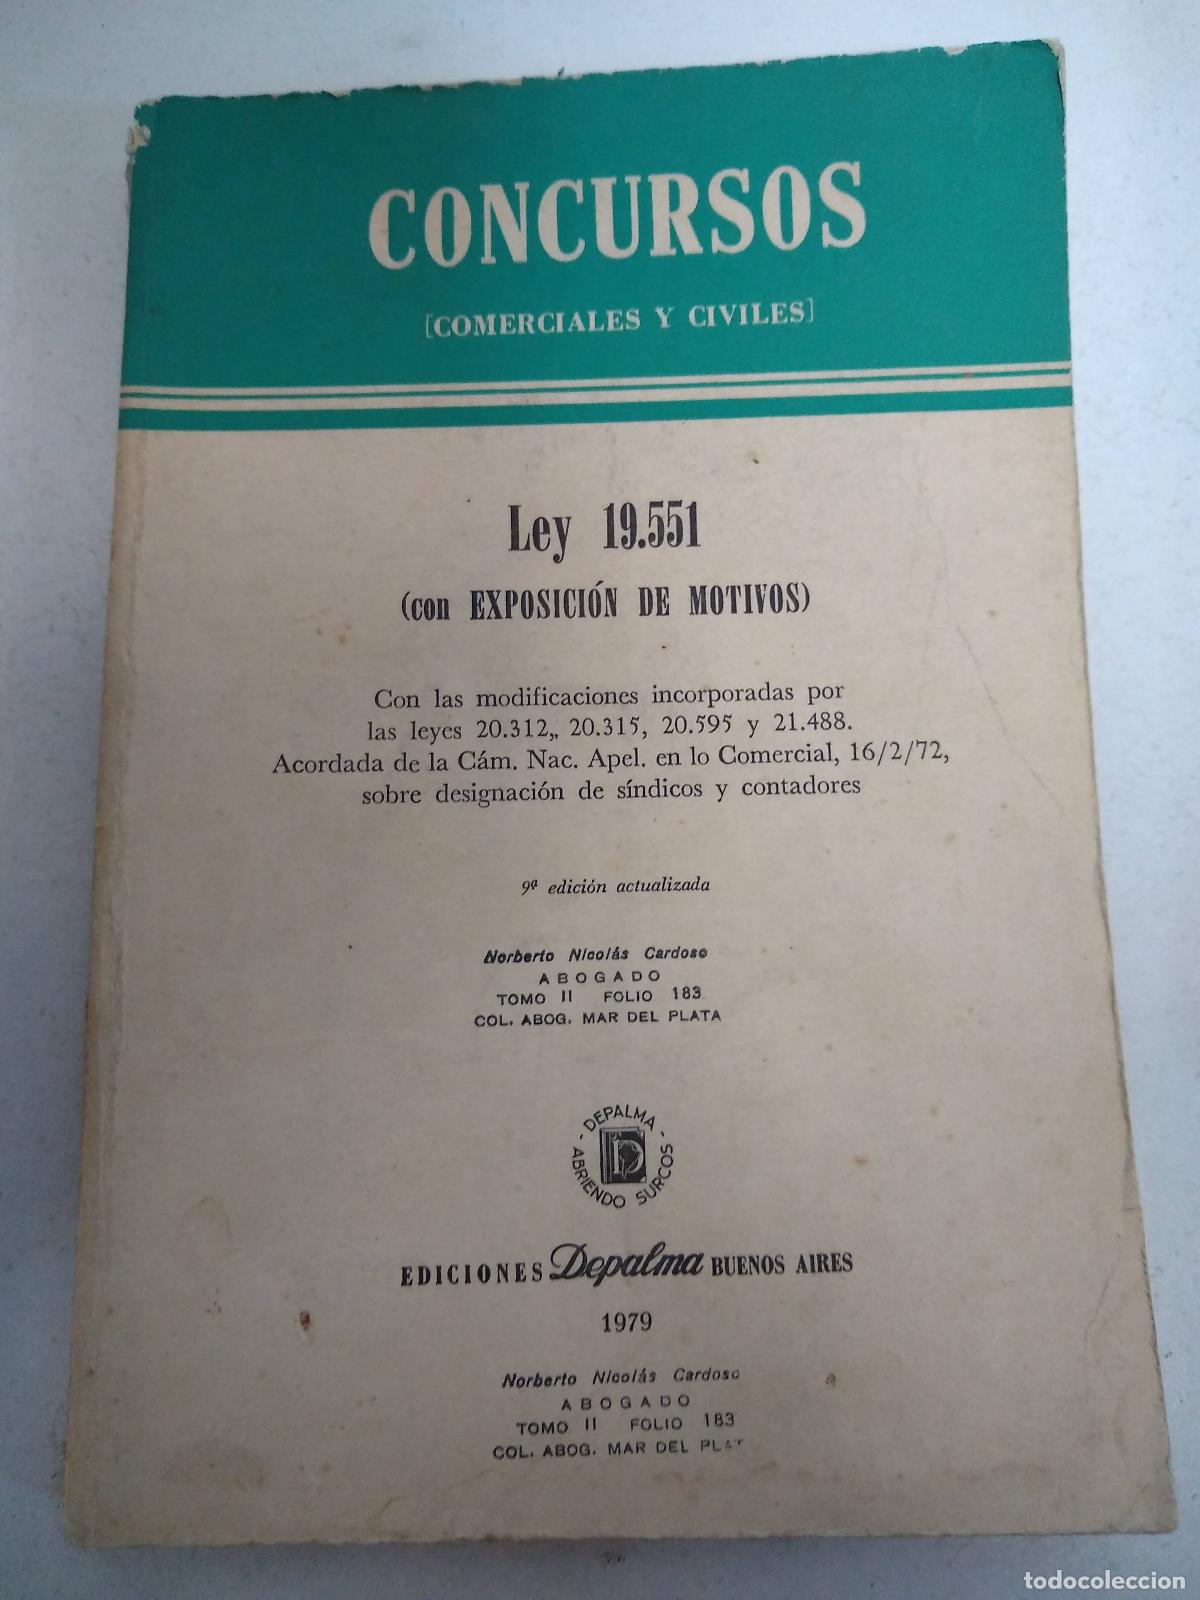 CONCURSOS
[COMERCIALES Y CIVILES]
Ley 19.551
(con EXPOSICIÓN DE MOTIVOS)
Con las modificaciones incorporadas por
las leyes 20.312,, 20.315, 20.595 y 21.488.
Acordada de la Cám. Nac. Apel. en lo Comercial, 16/2/72,
sobre designación de síndicos y contadores
9ª edición actualizada
Norberto Nicolás Cardoso
ABOGADO
TOMO II FOLIO 183
COL. ABOG. MAR DEL PLATA
- DEPALMA -
ABRIENDO SURCOS
D
EDICIONES Depalma BUENOS AIRES
1979
Norberto Nicolás Cardoso
ABOGADO
TOMO II FOLIO 183
COL. ABOG. MAR DEL PLAT
todocoleccion